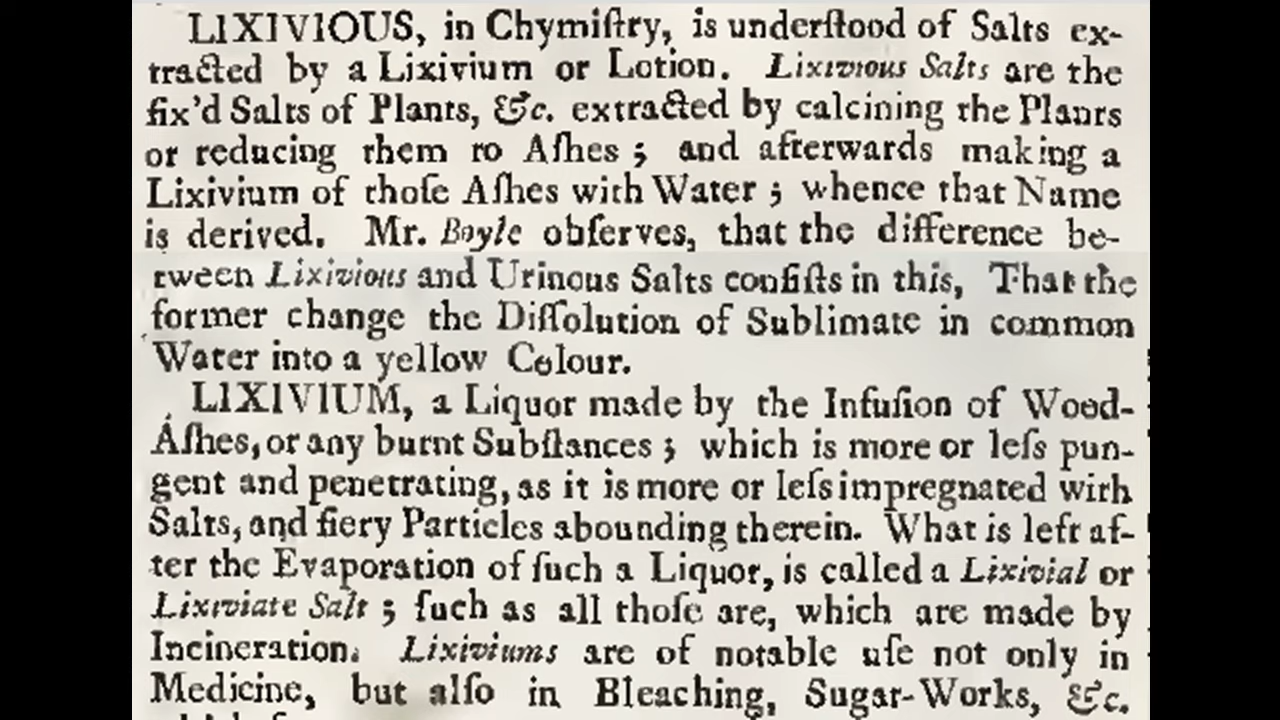 LIXIVIOUS, in Chymiſtry, is underſtood of Salts ex-
tracted by a Lixivium or Lotion. Lixivious Salts are the
fix'd Salts of Plants, &c. extracted by calcining the Plants
or reducing them to Aſhes ; and afterwards making a
Lixivium of thoſe Aſhes with Water ; whence that Name
is derived. Mr. Boyle obſerves, that the difference be-
tween Lixivious and Urinous Salts conſiſts in this, That the
former change the Diſſolution of Sublimate in common
Water into a yellow Colour.
LIXIVIUM, a Liquor made by the Infuſion of Wood-
Aſhes, or any burnt Subſtances ; which is more or leſs pun-
gent and penetrating, as it is more or leſs impregnated with
Salts, and fiery Particles abounding therein. What is left af-
ter the Evaporation of ſuch a Liquor, is called a Lixivial or
Lixiviate Salt ; ſuch as all thoſe are, which are made by
Incineration. Lixiviums are of notable uſe not only in
Medicine, but alſo in Bleaching, Sugar-Works, &c.